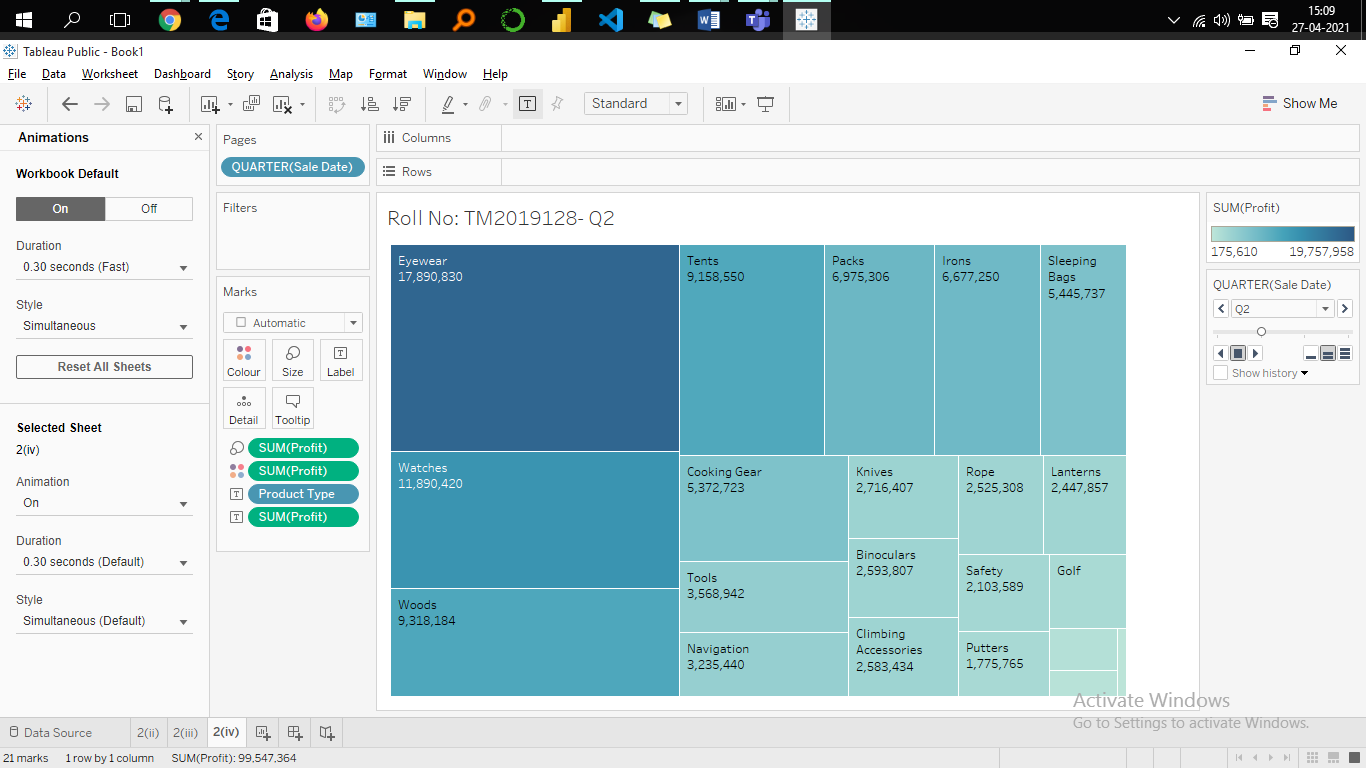 15:09
27-04-2021
Tableau Public - Book1
File Data Worksheet Dashboard Story Analysis Map Format Window Help
Standard
Show Me
Animations
Workbook Default
On Off
Duration
0.30 seconds (Fast)
Style
Simultaneous
Reset All Sheets
Selected Sheet
2(iv)
Animation
On
Duration
0.30 seconds (Default)
Style
Simultaneous (Default)
Pages
QUARTER(Sale Date)
Filters
Marks
Automatic
Colour Size Label
Detail Tooltip
SUM(Profit)
SUM(Profit)
Product Type
SUM(Profit)
Columns
Rows
Roll No: TM2019128- Q2
Eyewear
17,890,830
Watches
11,890,420
Woods
9,318,184
Tents
9,158,550
Packs
6,975,306
Irons
6,677,250
Sleeping
Bags
5,445,737
Cooking Gear
5,372,723
Tools
3,568,942
Navigation
3,235,440
Knives
2,716,407
Binoculars
2,593,807
Climbing
Accessories
2,583,434
Rope
2,525,308
Lanterns
2,447,857
Safety
2,103,589
Golf
Putters
1,775,765
SUM(Profit)
175,610 19,757,958
QUARTER(Sale Date)
Q2
Show history
Activate Windows
Go to Settings to activate Windows.
Data Source 2(ii) 2(iii) 2(iv)
21 marks 1 row by 1 column SUM(Profit): 99,547,364